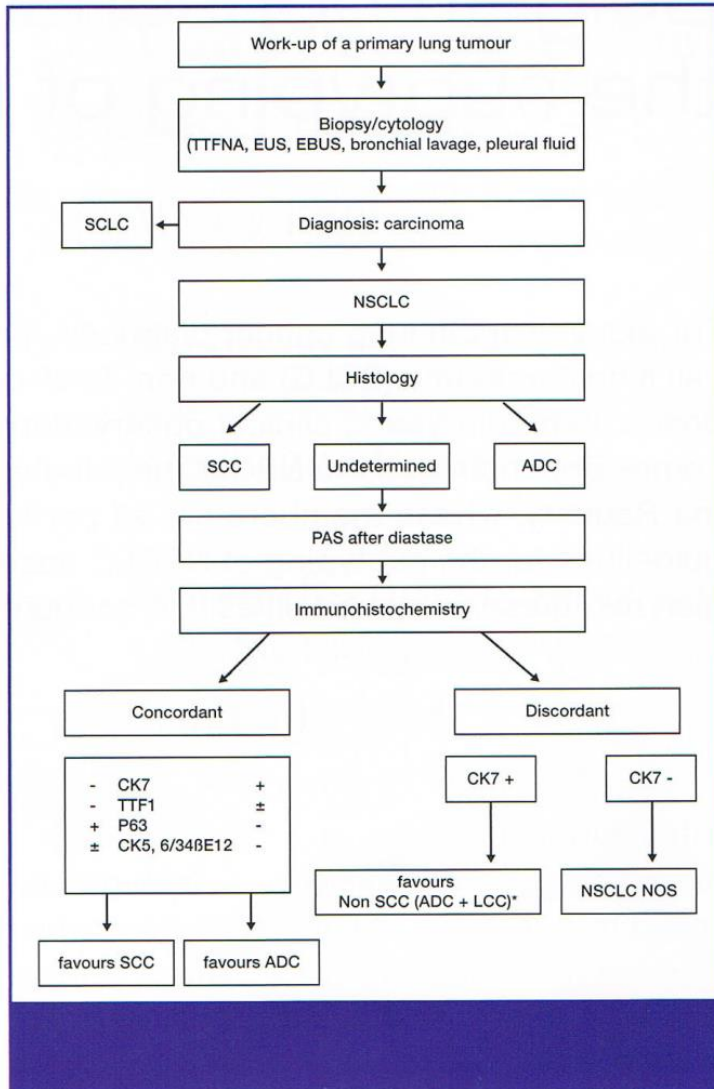 Work-up of a primary lung tumour
Biopsy/cytology
(TTFNA, EUS, EBUS, bronchial lavage, pleural fluid
SCLC
Diagnosis: carcinoma
NSCLC
Histology
SCC
Undetermined
ADC
PAS after diastase
Immunohistochemistry
Concordant
Discordant
- CK7 +
- TTF1 ±
+ P63 -
± CK5, 6/34ßE12 -
CK7 +
CK7 -
favours
Non SCC (ADC + LCC)*
NSCLC NOS
favours SCC
favours ADC